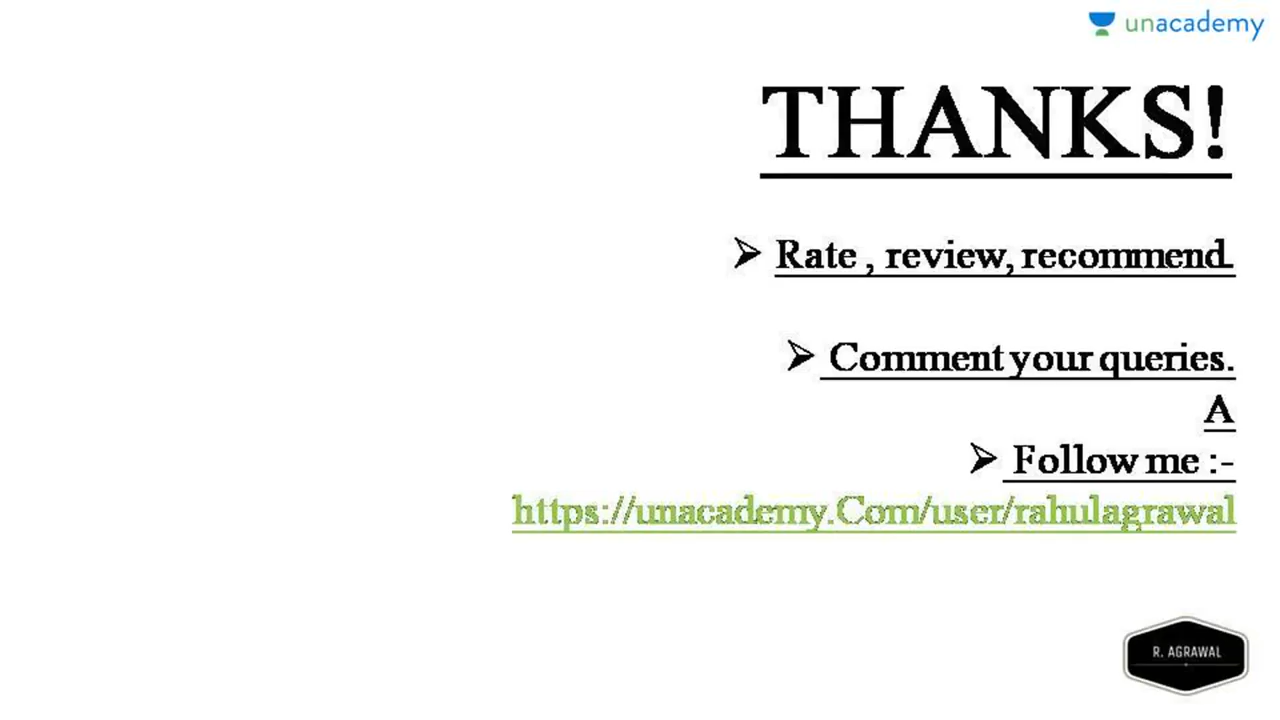 unacademy
THANKS!
➢ Rate , review, recommend.
➢ Comment your queries.
A
➢ Follow me :-
https://unacademy.Com/user/rahulagrawal
R. AGRAWAL